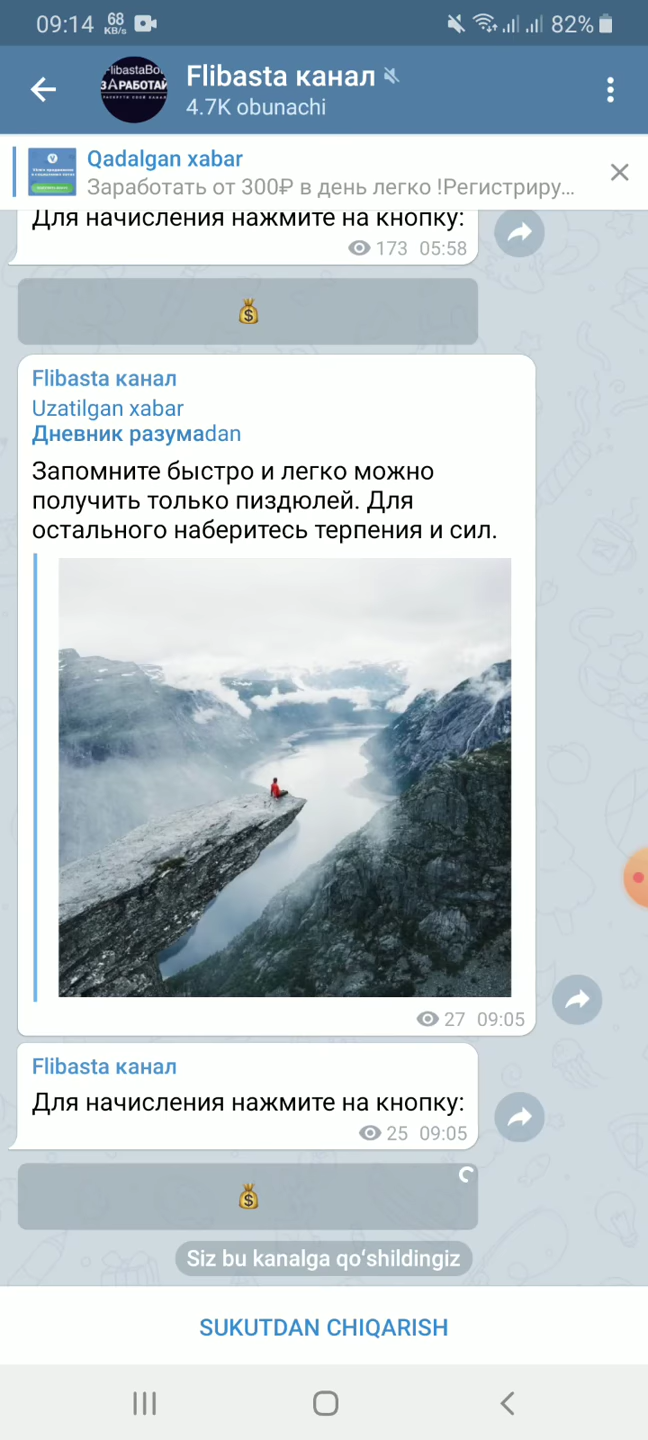 09:14 68 KB/s 82%
FlibastaBot
ЗАРАБОТАЙ
Flibasta канал
4.7K obunachi
Qadalgan xabar
Заработать от 300₽ в день легко !Регистриру...
Для начисления нажмите на кнопку:
173 05:58
Flibasta канал
Uzatilgan xabar
Дневник разумаdan
Запомните быстро и легко можно
получить только пиздюлей. Для
остального наберитесь терпения и сил.
27 09:05
Flibasta канал
Для начисления нажмите на кнопку:
25 09:05
Siz bu kanalga qoʻshildingiz
SUKUTDAN CHIQARISH